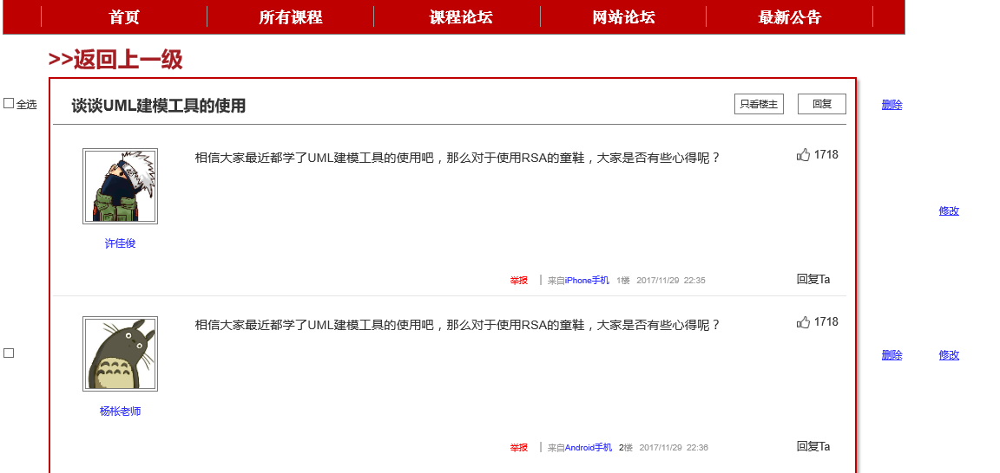 首页 所有课程 课程论坛 网站论坛 最新公告
>>返回上一级
全选 谈谈UML建模工具的使用 只看楼主 回复 删除
相信大家最近都学了UML建模工具的使用吧，那么对于使用RSA的童鞋，大家是否有些心得呢？ 1718
修改
许佳俊
举报 来自iPhone手机 1楼 2017/11/29 22:35 回复Ta
相信大家最近都学了UML建模工具的使用吧，那么对于使用RSA的童鞋，大家是否有些心得呢？ 1718
删除 修改
杨枨老师
举报 来自Android手机 2楼 2017/11/29 22:36 回复Ta